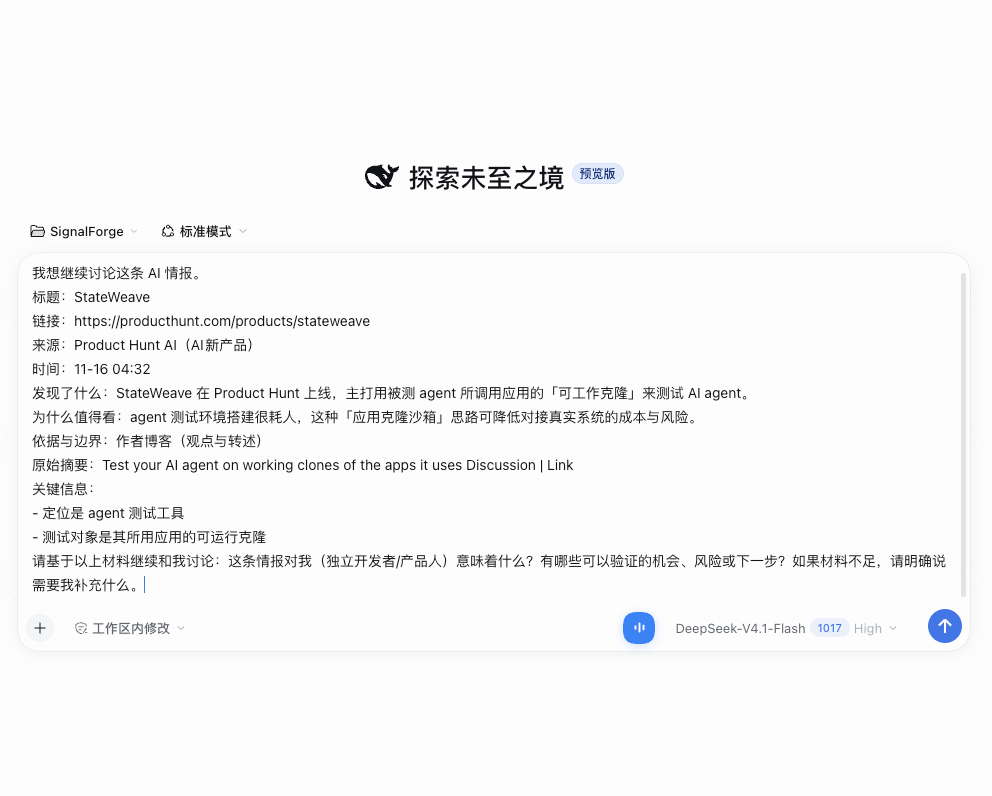 探索未至之境 预览版
SignalForge 标准模式
我想继续讨论这条 AI 情报。
标题：StateWeave
链接：https://producthunt.com/products/stateweave
来源：Product Hunt AI（AI新产品）
时间：11-16 04:32
发现了什么：StateWeave 在 Product Hunt 上线，主打用被测 agent 所调用应用的「可工作克隆」来测试 AI agent。
为什么值得看：agent 测试环境搭建很耗人，这种「应用克隆沙箱」思路可降低对接真实系统的成本与风险。
依据与边界：作者博客（观点与转述）
原始摘要：Test your AI agent on working clones of the apps it uses Discussion | Link
关键信息：
- 定位是 agent 测试工具
- 测试对象是其所用应用的可运行克隆
请基于以上材料继续和我讨论：这条情报对我（独立开发者/产品人）意味着什么？有哪些可以验证的机会、风险或下一步？如果材料不足，请明确说
需要我补充什么。
工作区内修改 DeepSeek-V4.1-Flash 1017 High